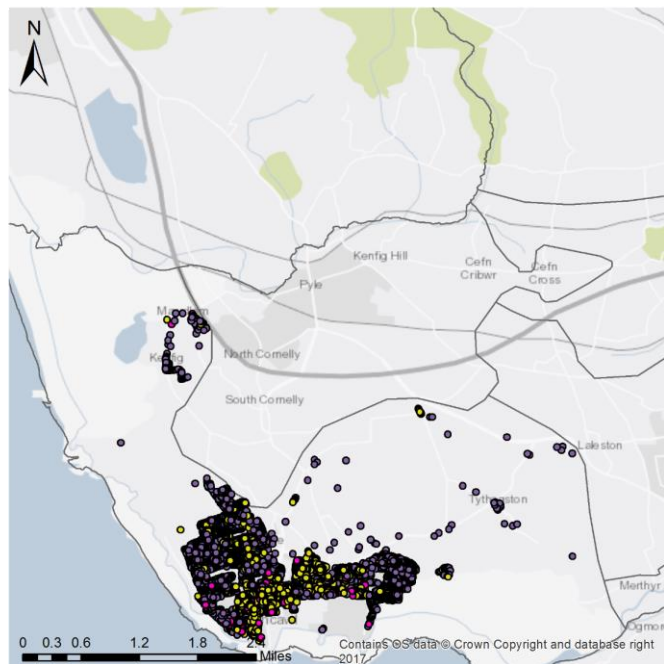 N
Kenfig Hill
Cefn
Cribwr
Cefn
Cross
Pyle
Kenfig
North Cornelly
South Cornelly
Laleston
Tythegston
Merthyr
Ogmore
0 0.3 0.6 1.2 1.8 2.4
Miles
Contains OS data © Crown Copyright and database right
2017